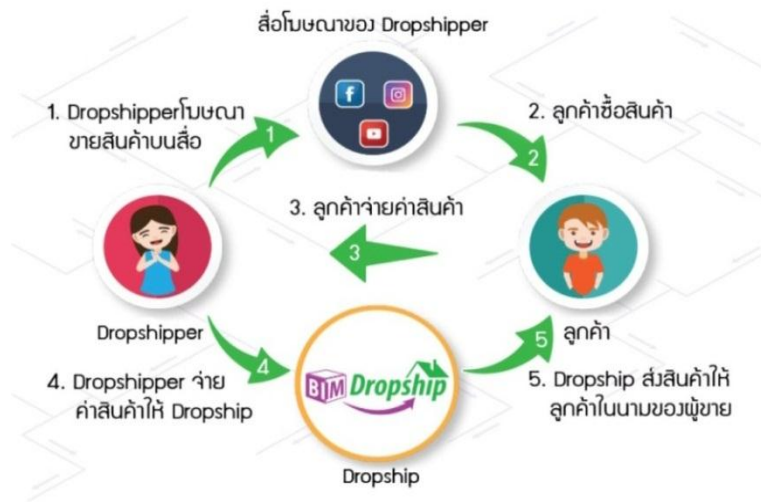 สื่อโฆษณาของ Dropshipper
1. Dropshipperโฆษณา
ขายสินค้าบนสื่อ
1
2. ลูกค้าซื้อสินค้า
2
3. ลูกค้าจ่ายค่าสินค้า
3
Dropshipper
ลูกค้า
4. Dropshipper จ่าย
ค่าสินค้าให้ Dropship
4
BIM Dropship
5
5. Dropship ส่งสินค้าให้
ลูกค้าในนามของผู้ขาย
Dropship